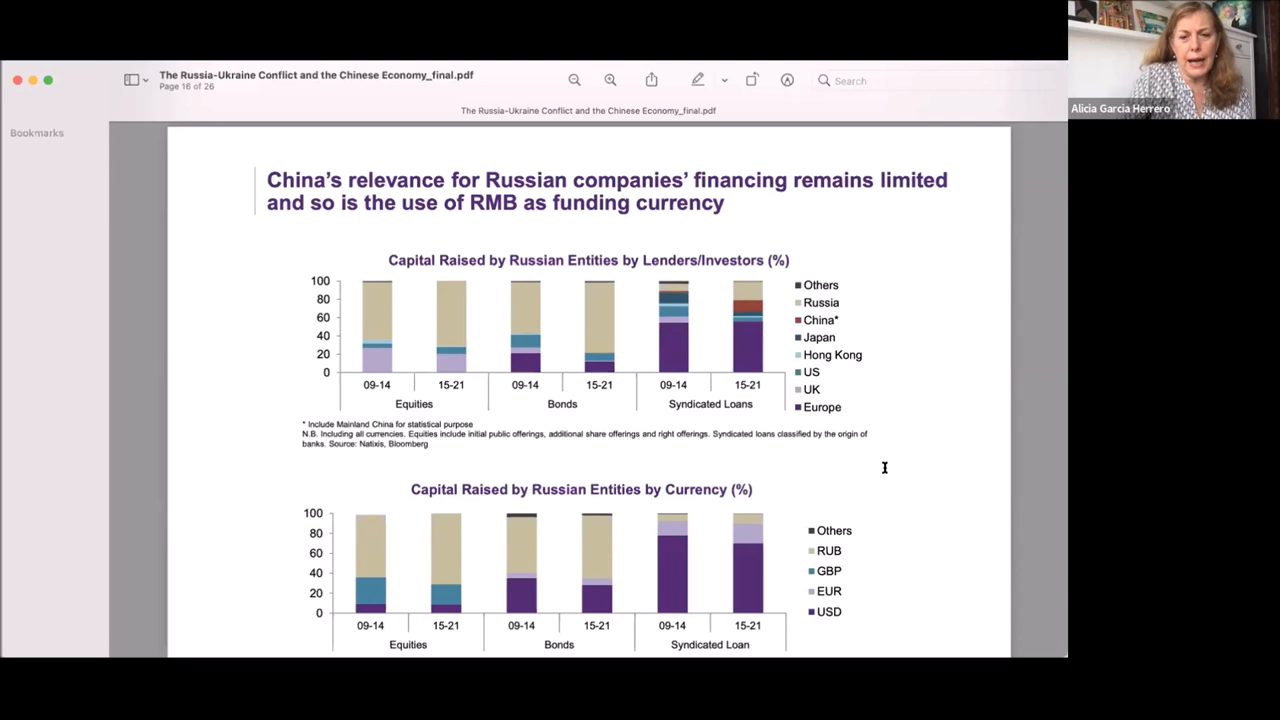 The Russia-Ukraine Conflict and the Chinese Economy_final.pdf
Page 16 of 26
Search
The Russia-Ukraine Conflict and the Chinese Economy_final.pdf
Bookmarks
Alicia Garcia Herrero
China's relevance for Russian companies' financing remains limited
and so is the use of RMB as funding currency
Capital Raised by Russian Entities by Lenders/Investors (%)
100
80
60
40
20
0
09-14
15-21
09-14
15-21
09-14
15-21
Equities
Bonds
Syndicated Loans
Others
Russia
China*
Japan
Hong Kong
US
UK
Europe
* Include Mainland China for statistical purpose
N.B. Including all currencies. Equities include initial public offerings, additional share offerings and right offerings. Syndicated loans classified by the origin of
banks. Source: Natixis, Bloomberg
Capital Raised by Russian Entities by Currency (%)
100
80
60
40
20
0
09-14
15-21
09-14
15-21
09-14
15-21
Equities
Bonds
Syndicated Loan
Others
RUB
GBP
EUR
USD